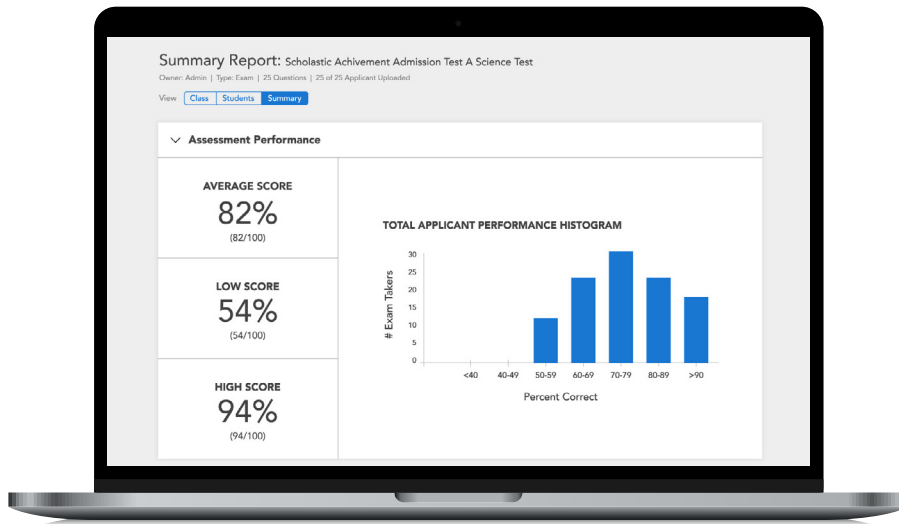 Summary Report: Scholastic Achivement Admission Test A Science Test
Owner: Admin | Type: Exam | 25 Questions | 25 of 25 Applicant Uploaded
View Class Students Summary
Assessment Performance
AVERAGE SCORE
82%
(82/100)
LOW SCORE
54%
(54/100)
HIGH SCORE
94%
(94/100)
TOTAL APPLICANT PERFORMANCE HISTOGRAM
# Exam Takers
30
25
20
15
10
5
0
<40 40-49 50-59 60-69 70-79 80-89 >90
Percent Correct